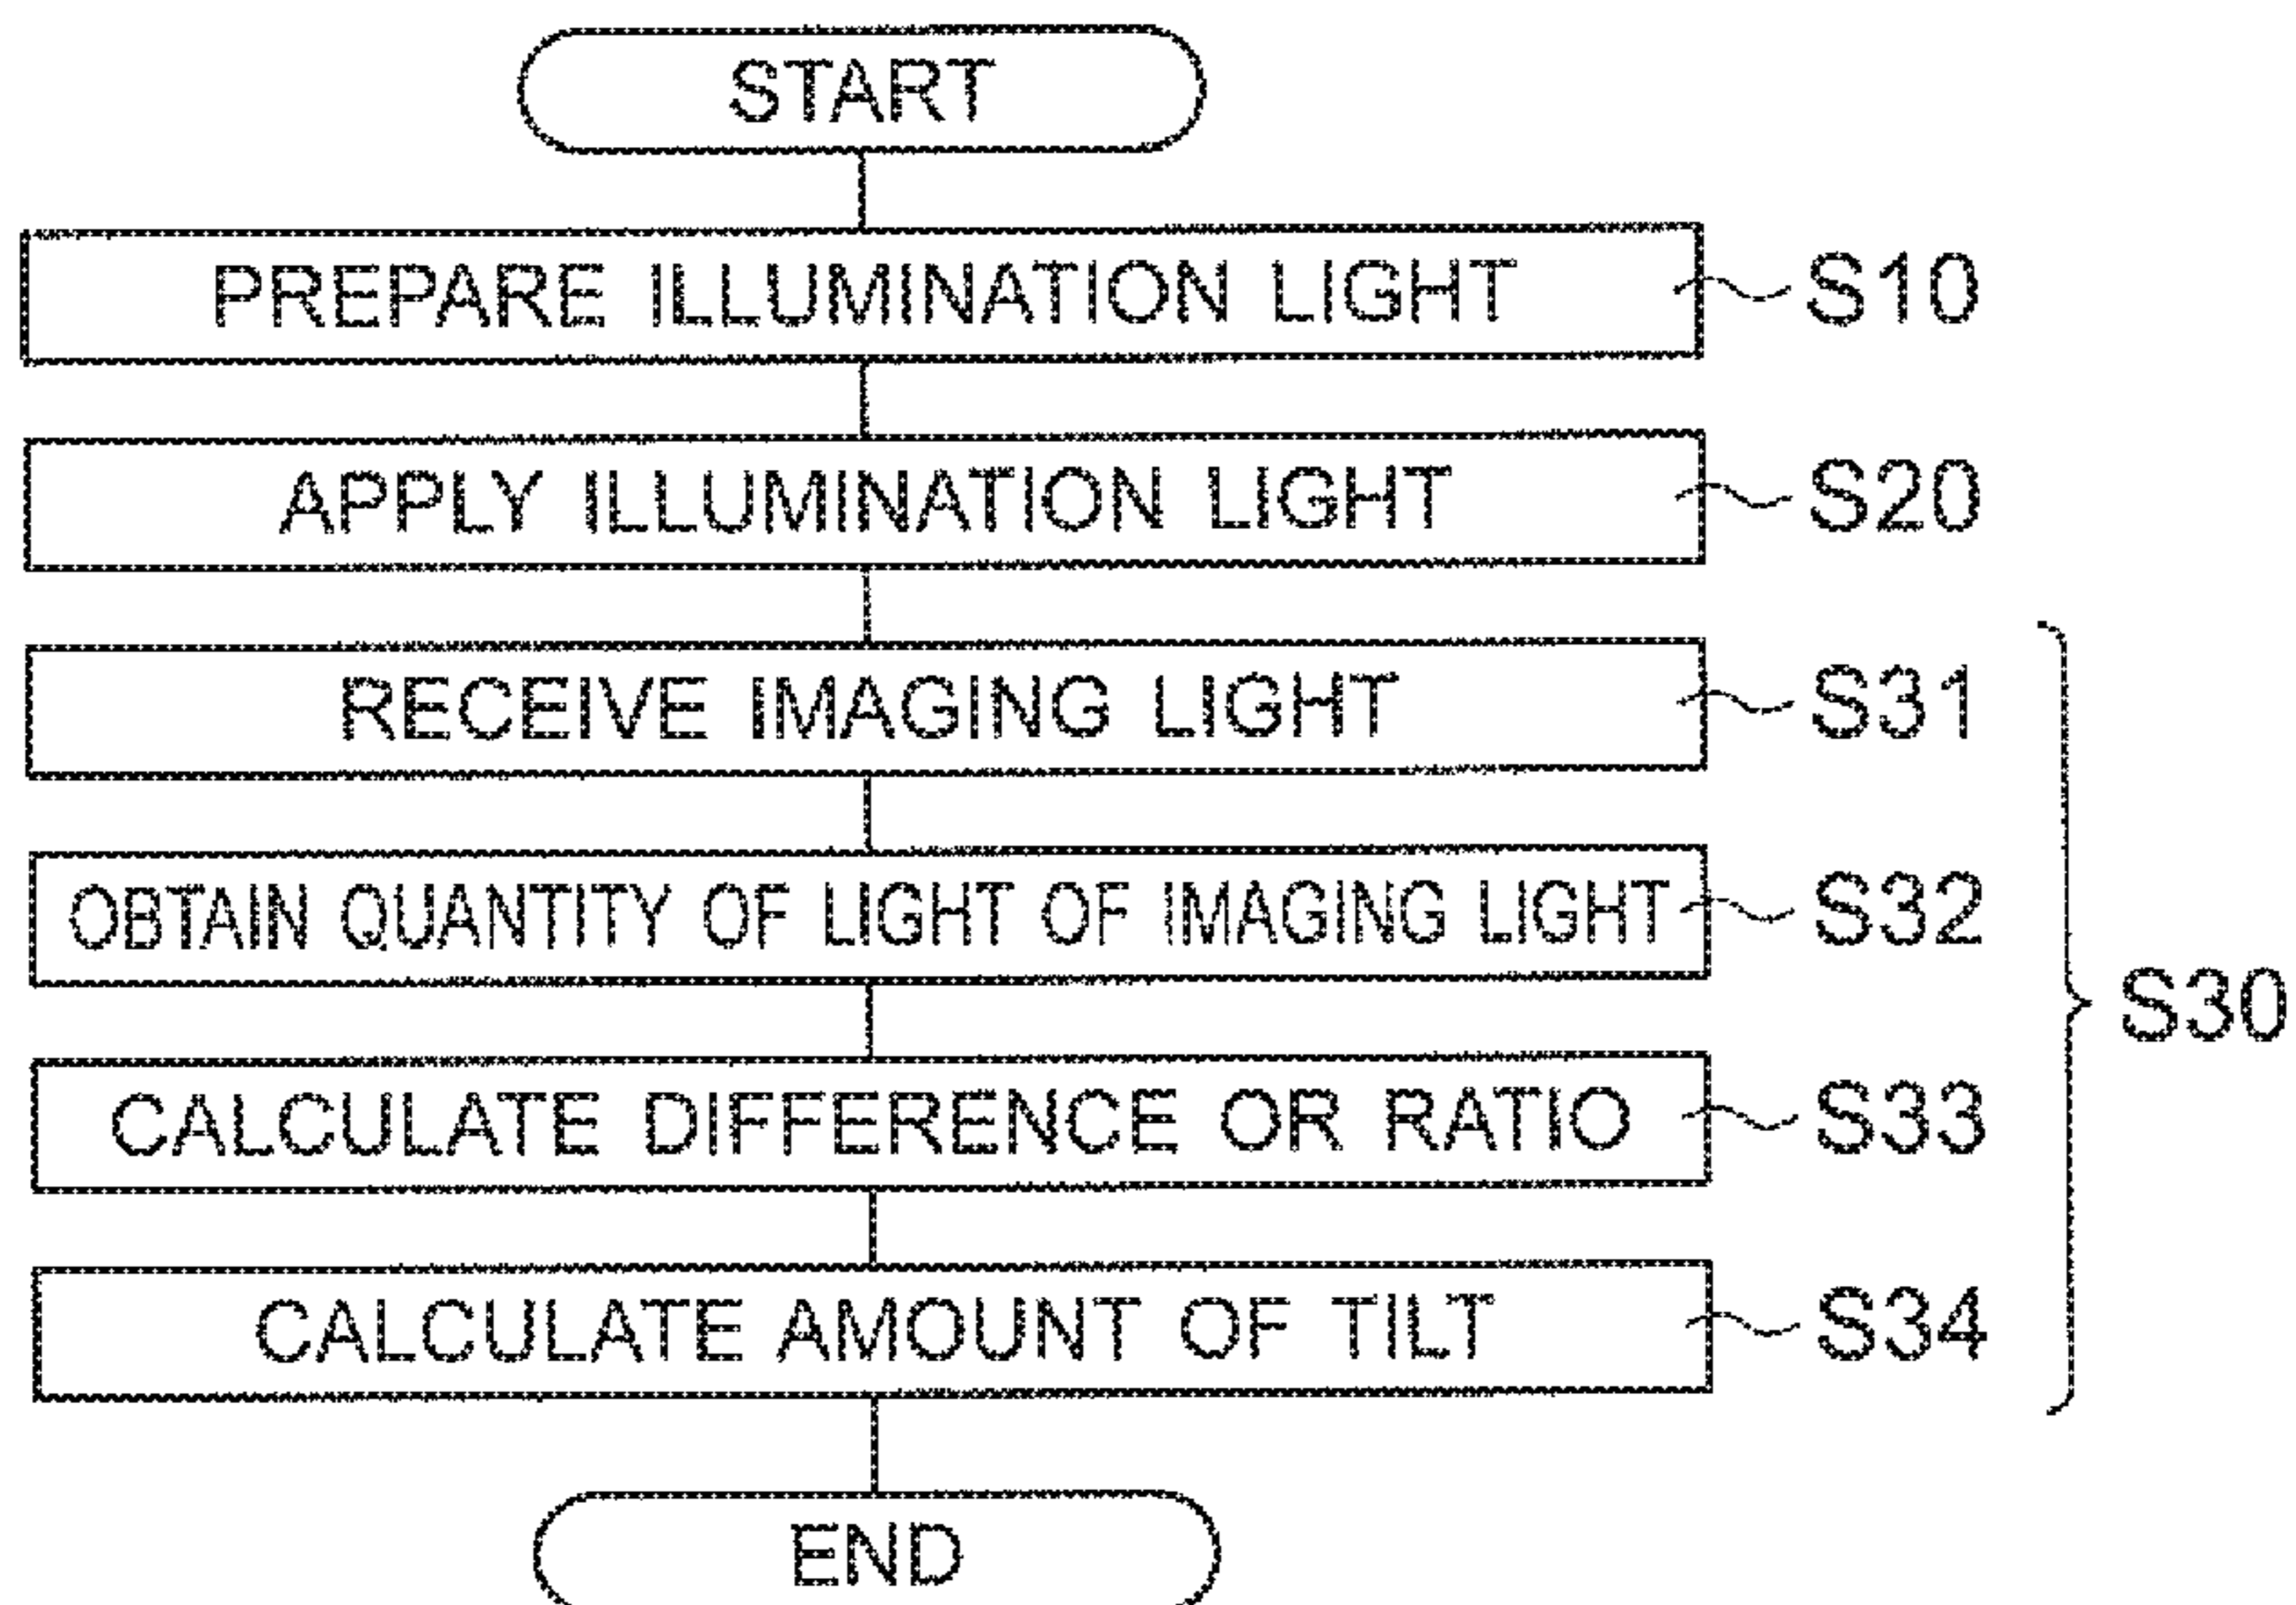 START
PREPARE ILLUMINATION LIGHT S10
APPLY ILLUMINATION LIGHT S20
RECEIVE IMAGING LIGHT S31
OBTAIN QUANTITY OF LIGHT OF IMAGING LIGHT S32
S30
CALCULATE DIFFERENCE OR RATIO S33
CALCULATE AMOUNT OF TILT S34
END